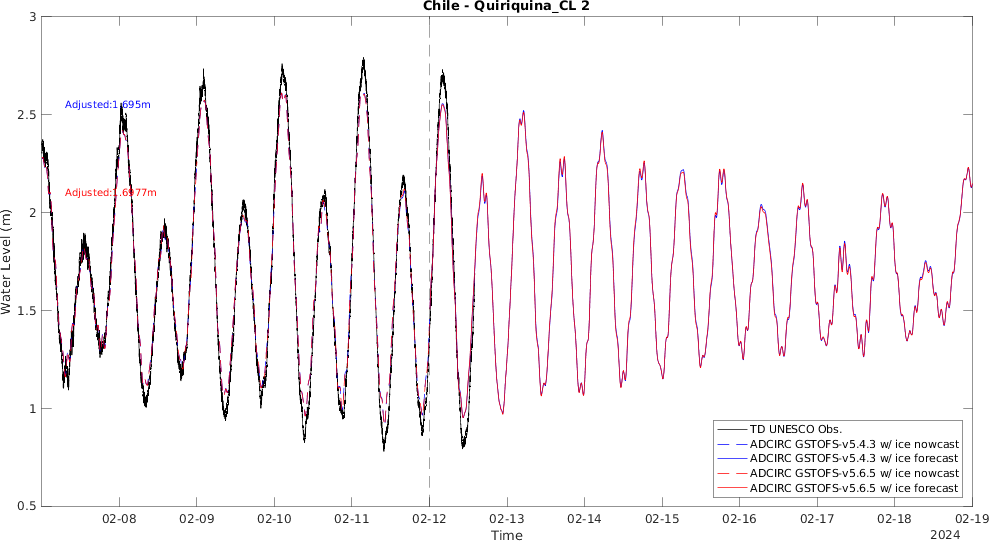 Chile - Quiriquina_CL 2
3
2.5
2
1.5
1
0.5
Water Level (m)
Adjusted:1.695m
Adjusted:1.6977m
TD UNESCO Obs.
ADCIRC GSTOFS-v5.4.3 w/ ice nowcast
ADCIRC GSTOFS-v5.4.3 w/ ice forecast
ADCIRC GSTOFS-v5.6.5 w/ ice nowcast
ADCIRC GSTOFS-v5.6.5 w/ ice forecast
02-08 02-09 02-10 02-11 02-12 02-13 02-14 02-15 02-16 02-17 02-18 02-19
Time
2024